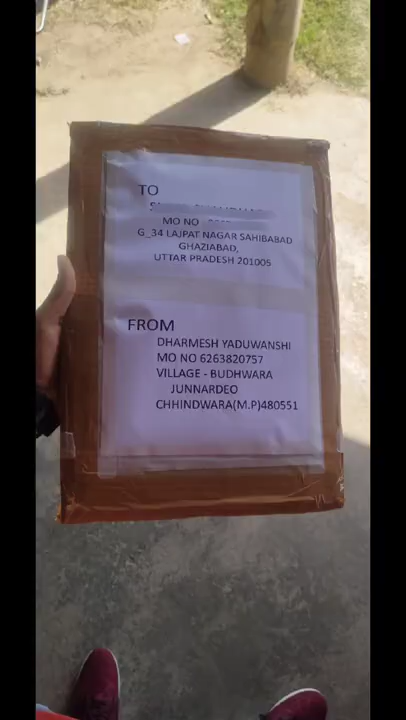 TO
MO NO
G_34 LAJPAT NAGAR SAHIBABAD
GHAZIABAD,
UTTAR PRADESH 201005
FROM
DHARMESH YADUWANSHI
MO NO 6263820757
VILLAGE - BUDHWARA
JUNNARDEO
CHHINDWARA(M.P)480551